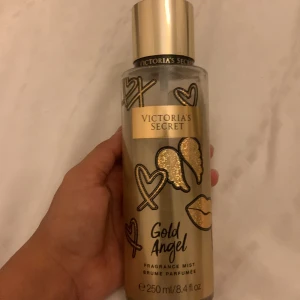 VICTORIA'S SECRET
VICTORIA'S
SECRET
Gold
Angel
FRAGRANCE MIST
BRUME PARFUMÉE
℮ 250 ml/8.4 fl oz